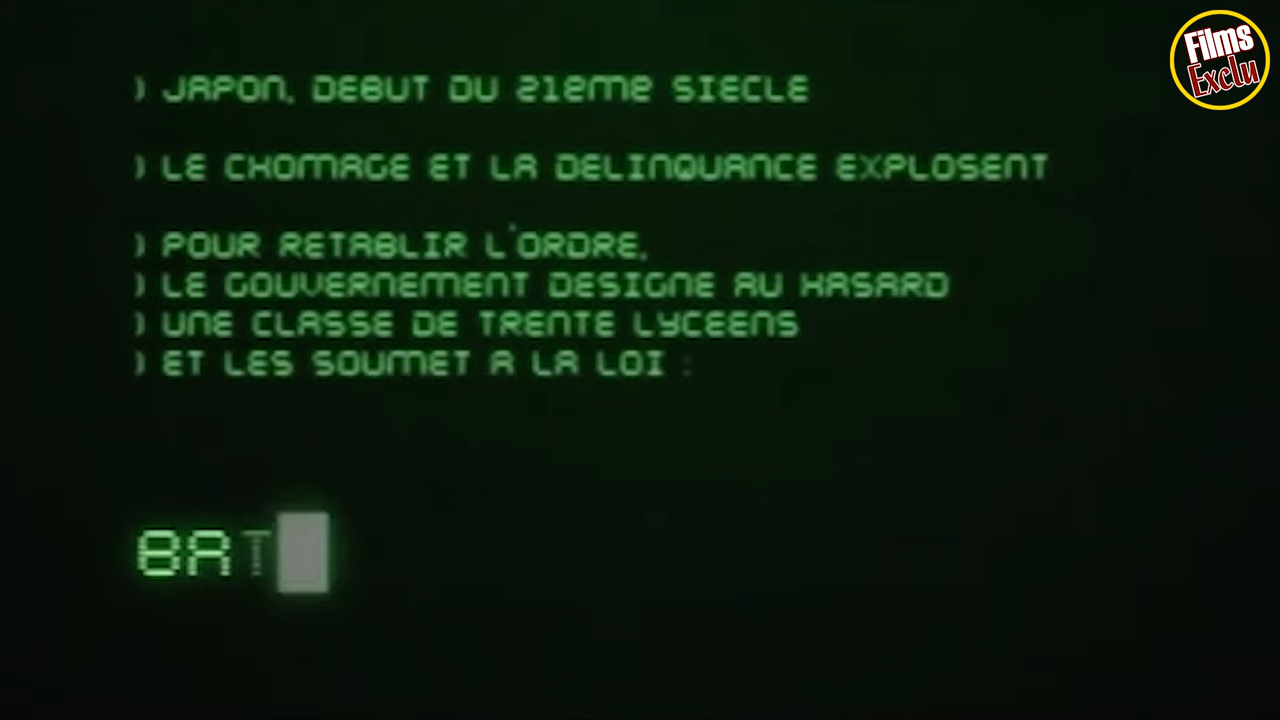 Films
Exclu
) JAPON, DEBUT DU 21eme SIECLE
) LE CHOMAGE ET LA DELINQUANCE EXPLOSENT
) POUR RETABLIR L'ORDRE,
) LE GOUVERNEMENT DESIGNE AU HASARD
) UNE CLASSE DE TRENTE LYCEENS
) ET LES SOUMET A LA LOI :
BAT